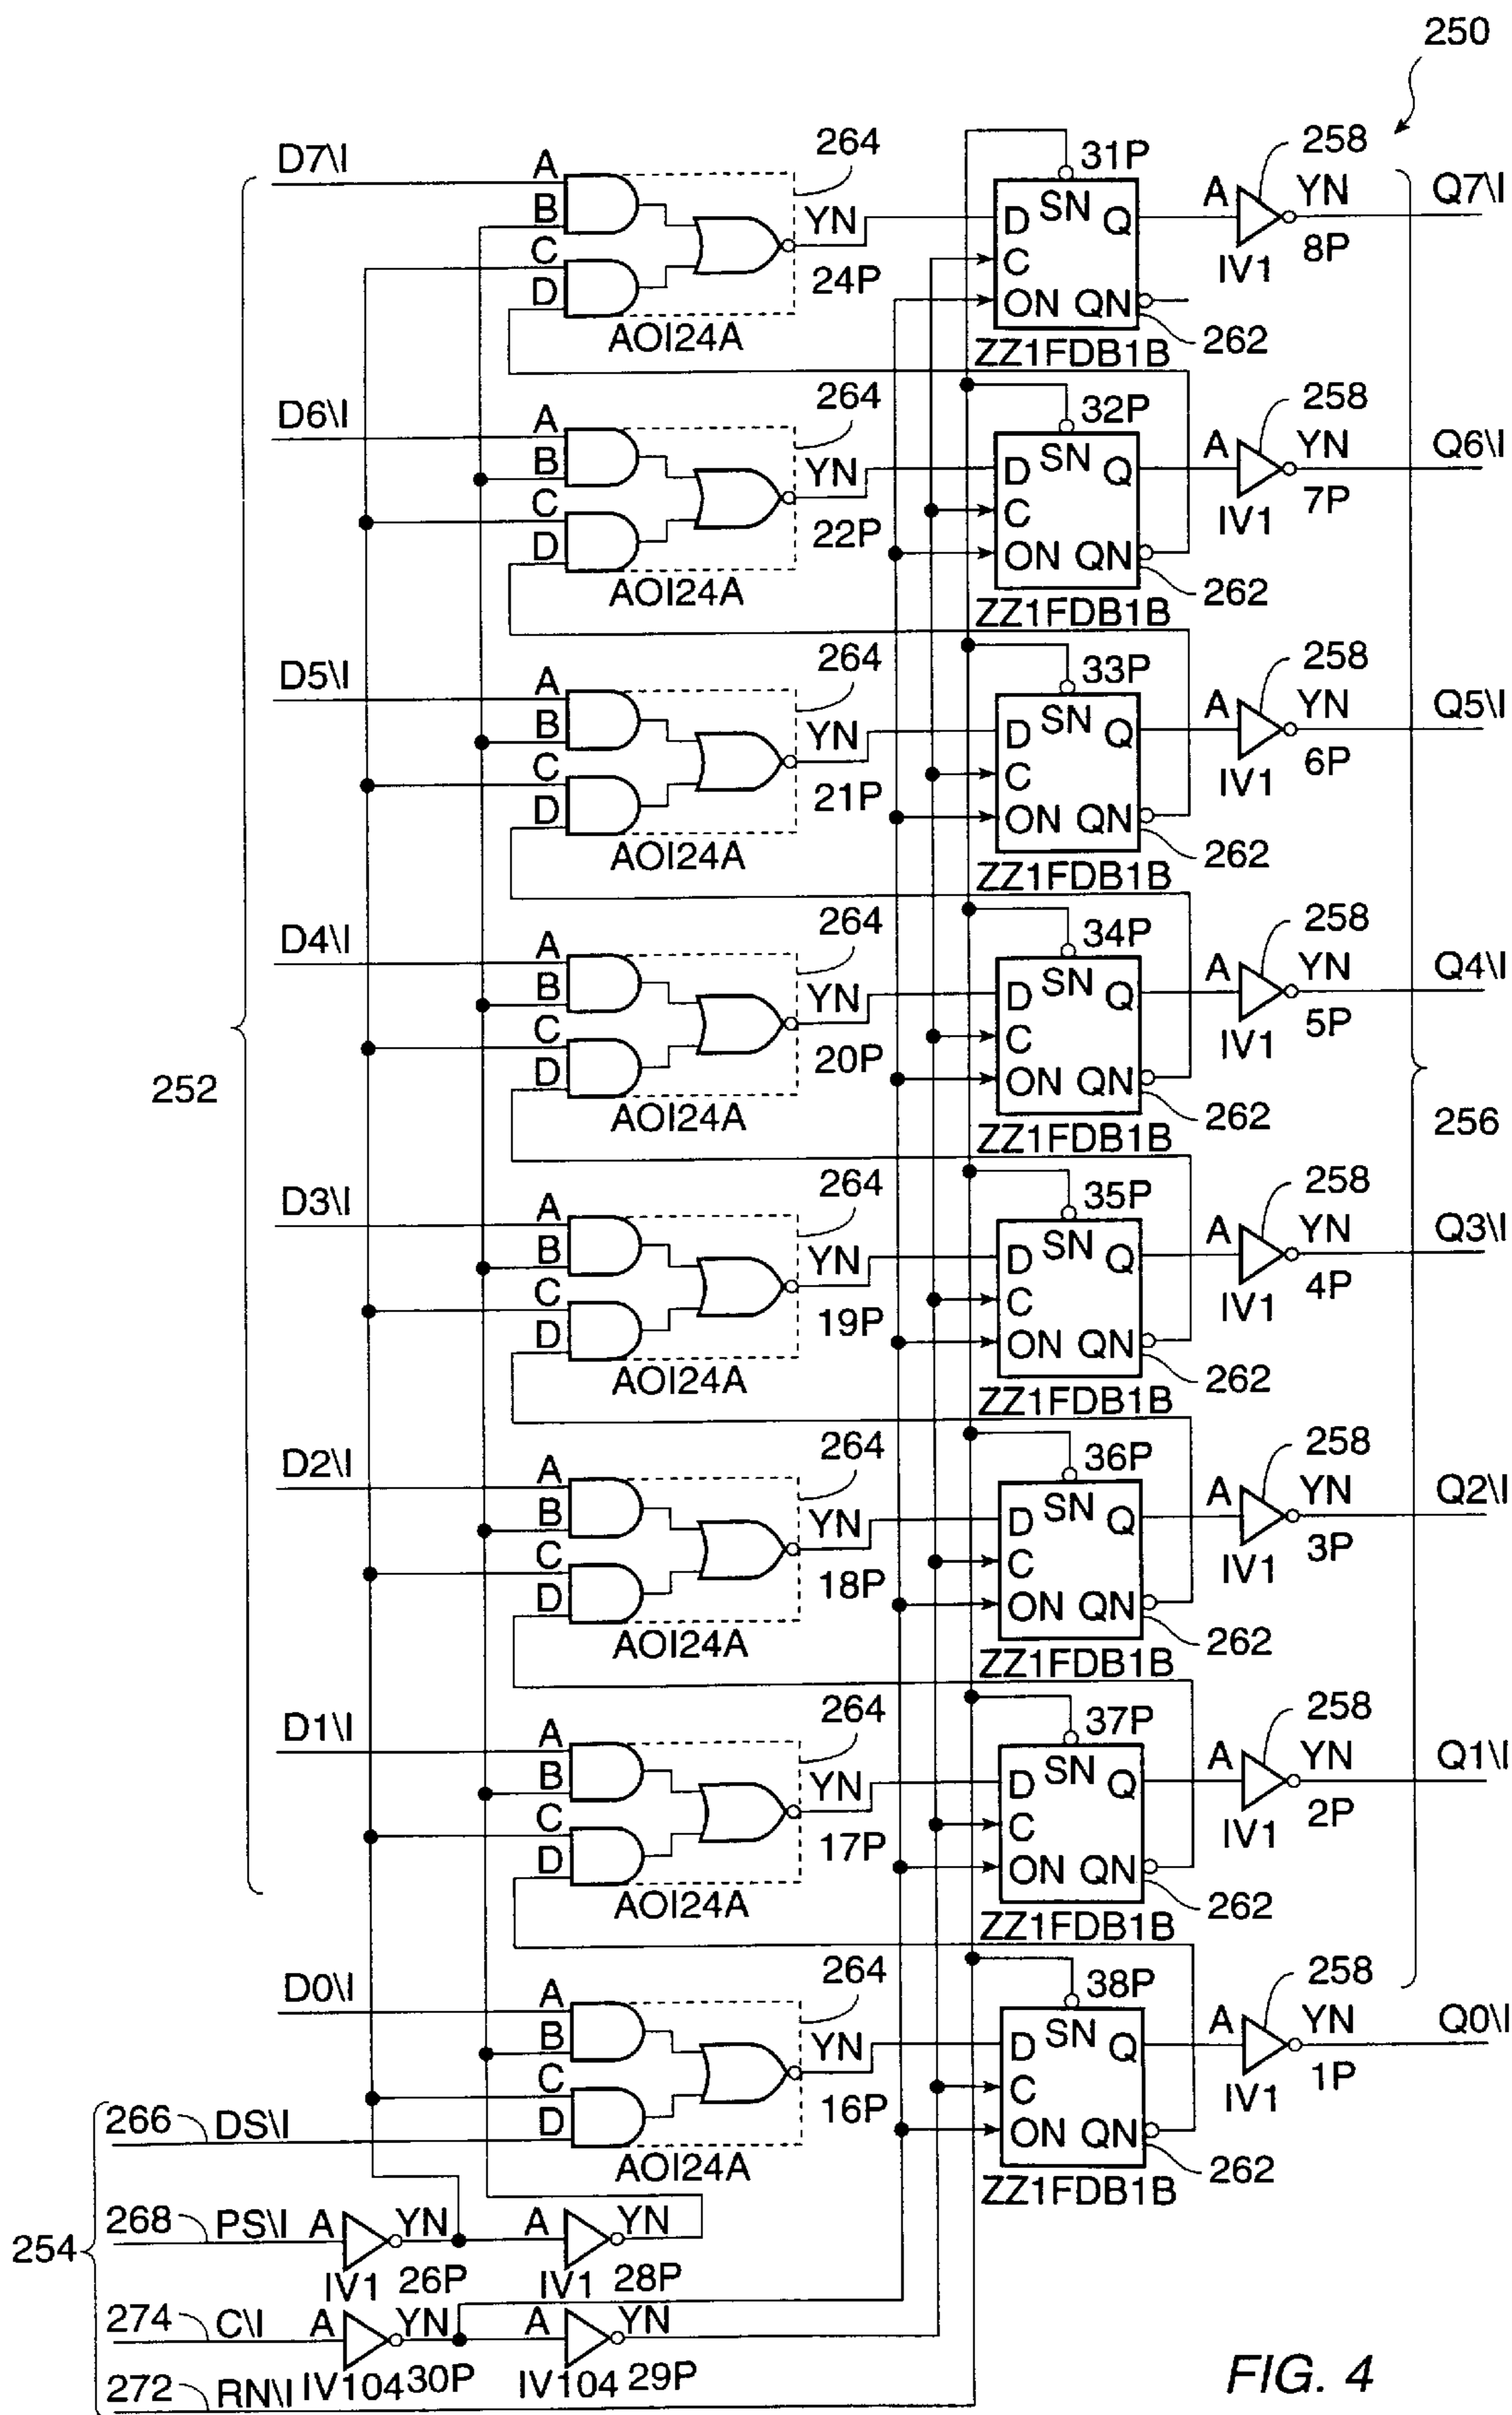 250
D7\I A 264 31P 258
B YN D SN Q A YN Q7\I
C 24P C IV1 8P
D ON QN
AOI24A ZZ1FDB1B 262
D6\I A 264 32P 258
B YN D SN Q A YN Q6\I
C 22P C IV1 7P
D ON QN
AOI24A ZZ1FDB1B 262
D5\I A 264 33P 258
B YN D SN Q A YN Q5\I
C 21P C IV1 6P
D ON QN
AOI24A ZZ1FDB1B 262
D4\I A 264 34P 258
B YN D SN Q A YN Q4\I
C 20P C IV1 5P
D ON QN
252 AOI24A ZZ1FDB1B 262 256
D3\I A 264 35P 258
B YN D SN Q A YN Q3\I
C 19P C IV1 4P
D ON QN
AOI24A ZZ1FDB1B 262
D2\I A 264 36P 258
B YN D SN Q A YN Q2\I
C 18P C IV1 3P
D ON QN
AOI24A ZZ1FDB1B 262
D1\I A 264 37P 258
B YN D SN Q A YN Q1\I
C 17P C IV1 2P
D ON QN
AOI24A ZZ1FDB1B 262
D0\I A 264 38P 258
B YN D SN Q A YN Q0\I
C 16P C IV1 1P
266 DS\I D ON QN
AOI24A ZZ1FDB1B 262
254
268 PS\I A YN A YN
IV1 26P IV1 28P
274 C\I A YN A YN
IV104 30P IV104 29P
272 RN\I
FIG. 4